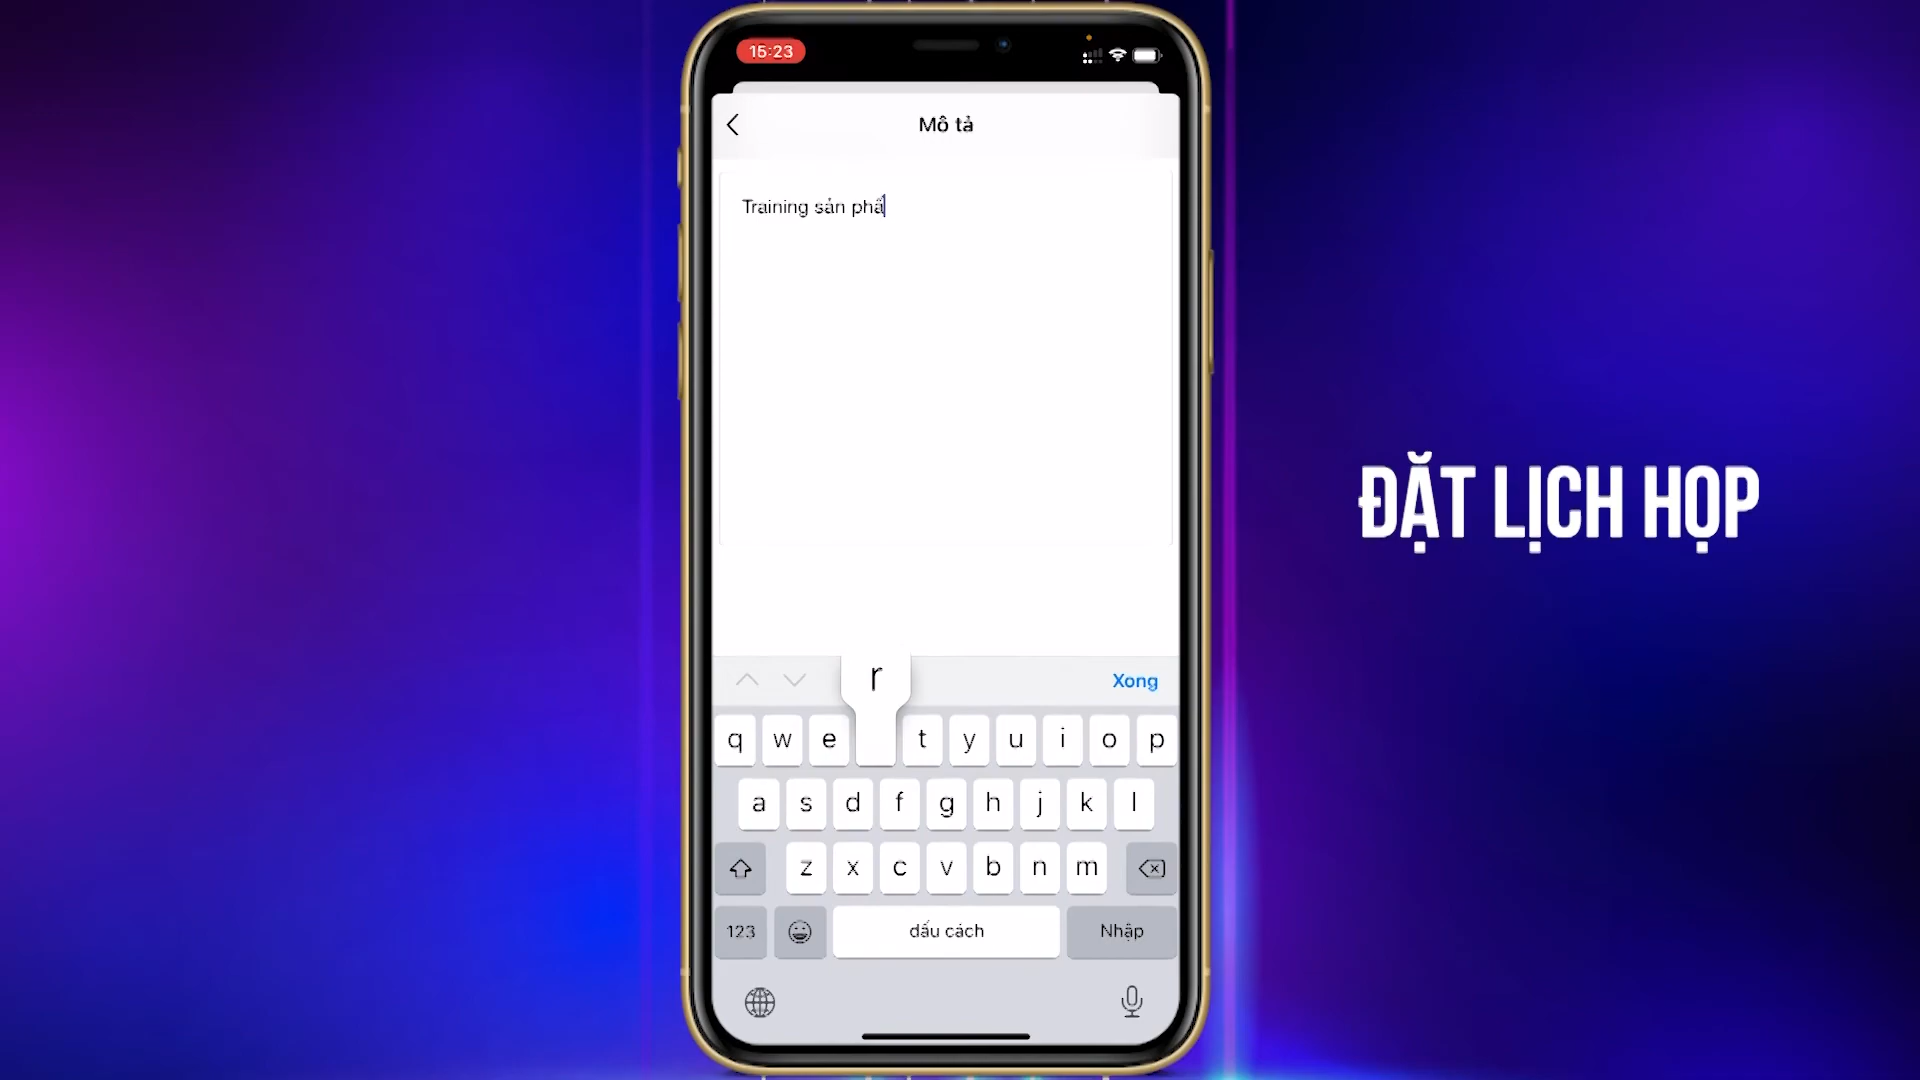 15:23
Mô tả
Training sản phẩ
ĐẶT LỊCH HỌP
r
Xong
q w e t y u i o p
a s d f g h j k l
z x c v b n m
123
dấu cách
Nhập